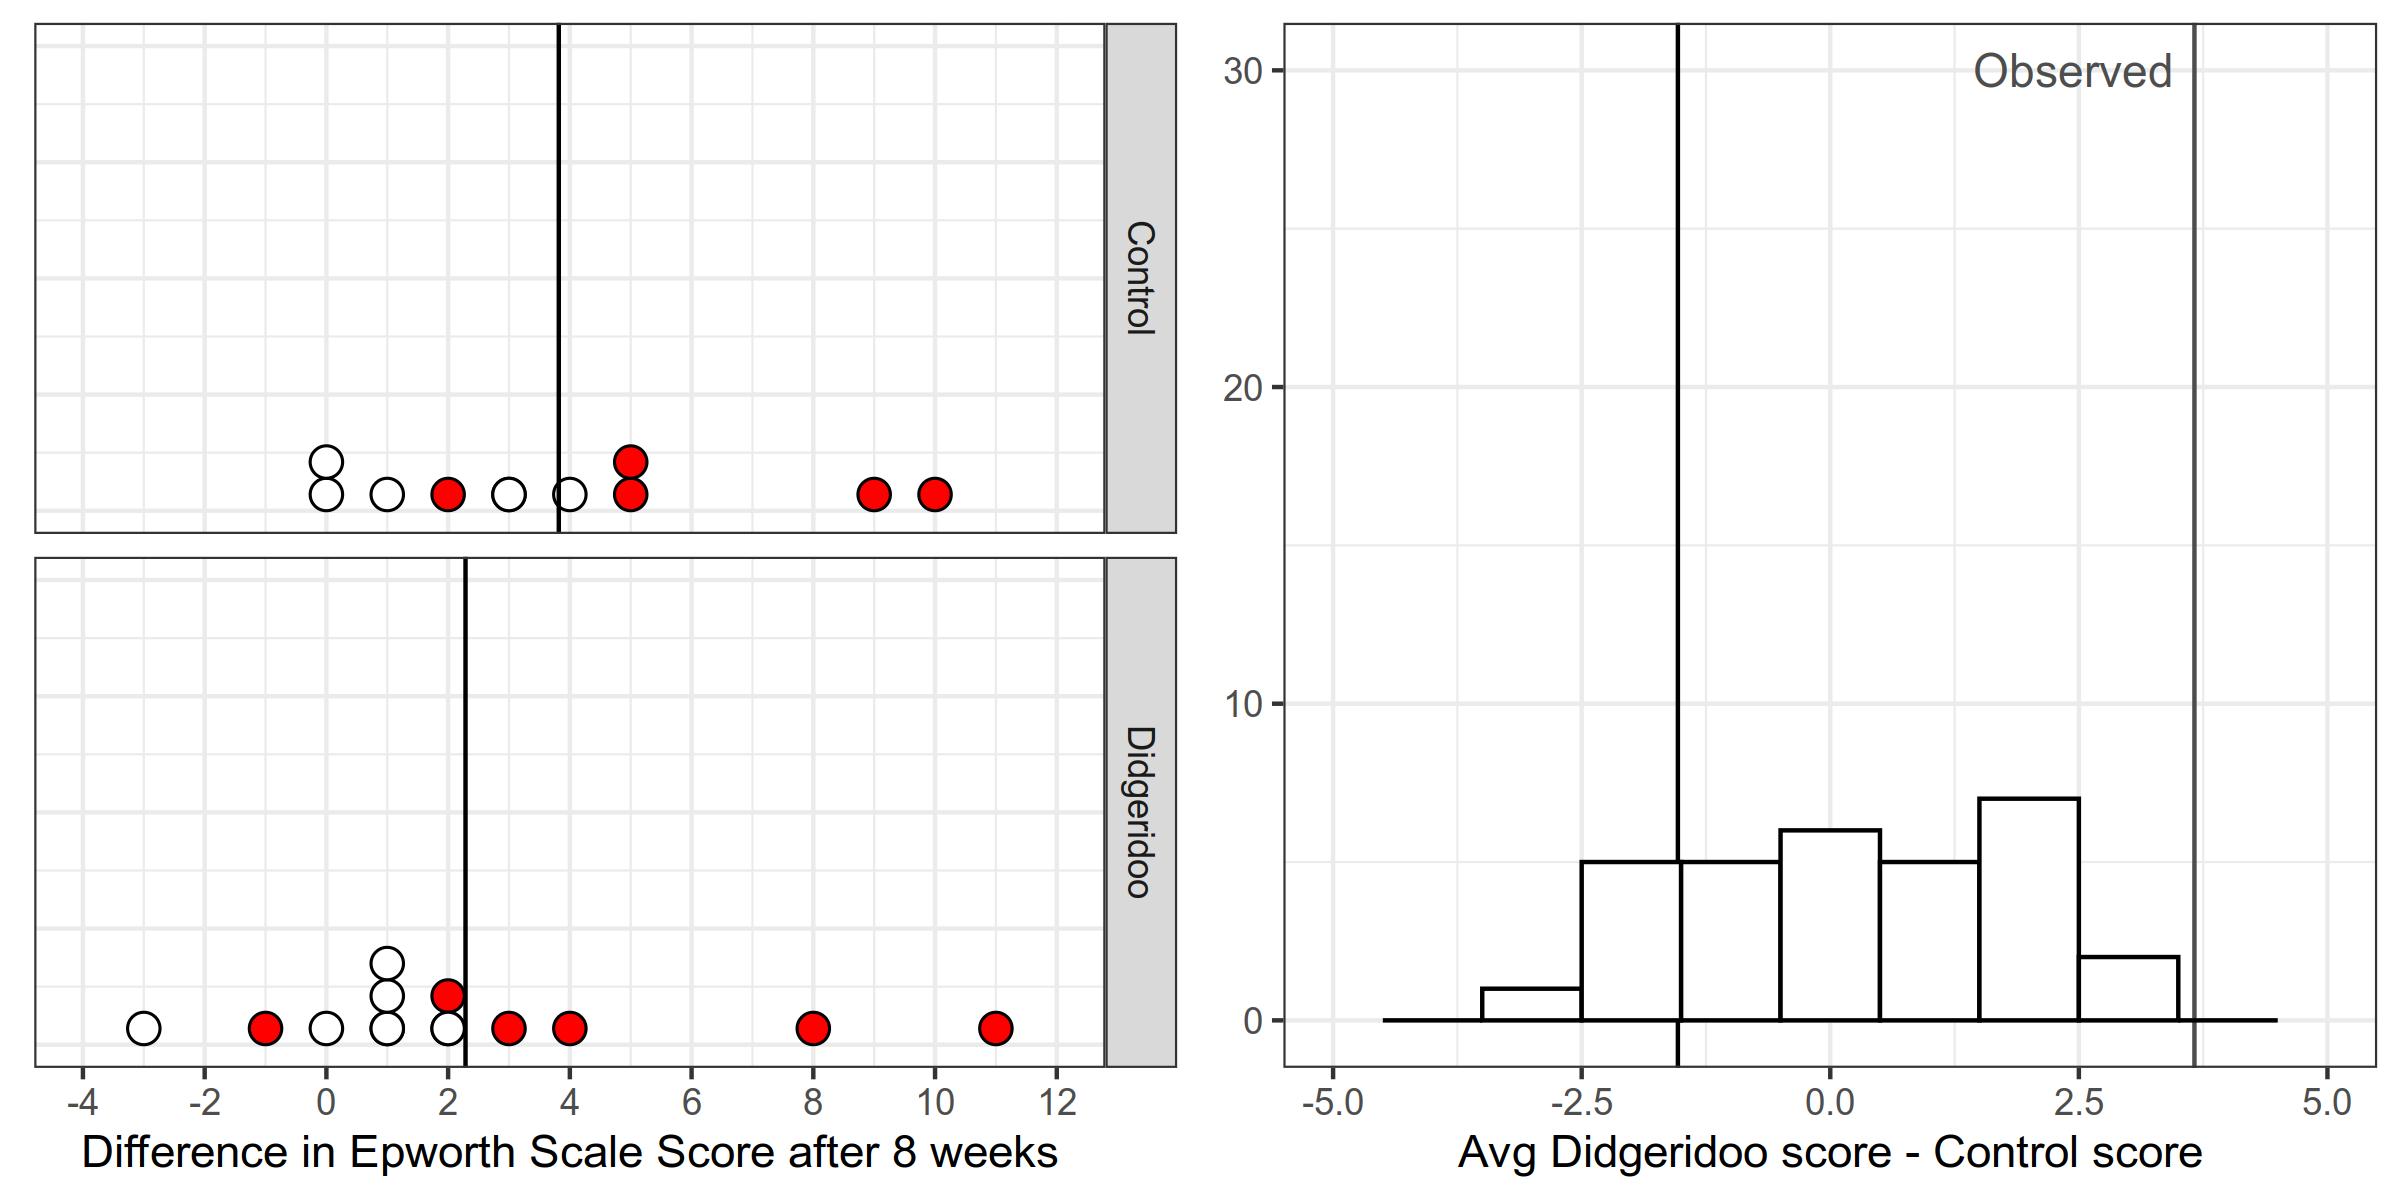 Control
Didgeridoo
-4 -2 0 2 4 6 8 10 12
Difference in Epworth Scale Score after 8 weeks
Observed
30
20
10
0
-5.0 -2.5 0.0 2.5 5.0
Avg Didgeridoo score - Control score